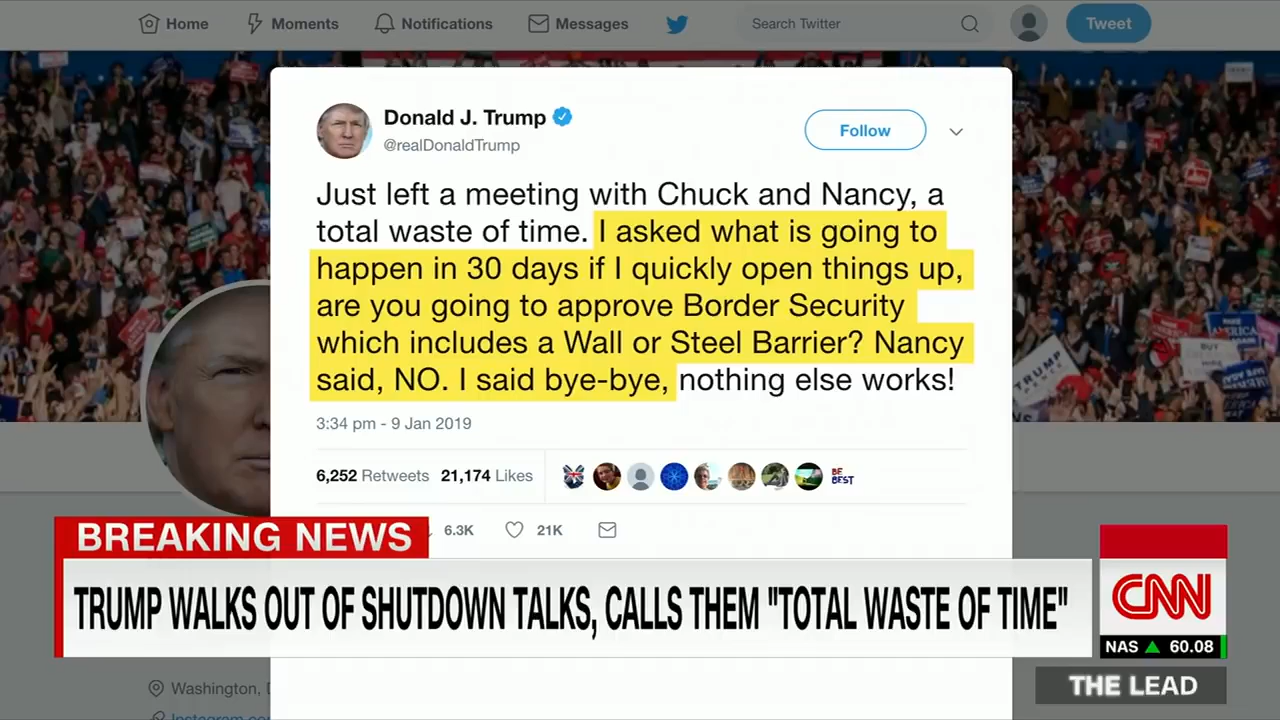 Home
Moments
Notifications
Messages
Search Twitter
Tweet
Donald J. Trump
@realDonaldTrump
Follow
Just left a meeting with Chuck and Nancy, a
total waste of time. I asked what is going to
happen in 30 days if I quickly open things up,
are you going to approve Border Security
which includes a Wall or Steel Barrier? Nancy
said, NO. I said bye-bye, nothing else works!
3:34 pm - 9 Jan 2019
6,252 Retweets 21,174 Likes
BE
BEST
6.3K
21K
TRUMP
BREAKING NEWS
TRUMP WALKS OUT OF SHUTDOWN TALKS, CALLS THEM "TOTAL WASTE OF TIME"
CNN
NAS 60.08
THE LEAD
Washington,